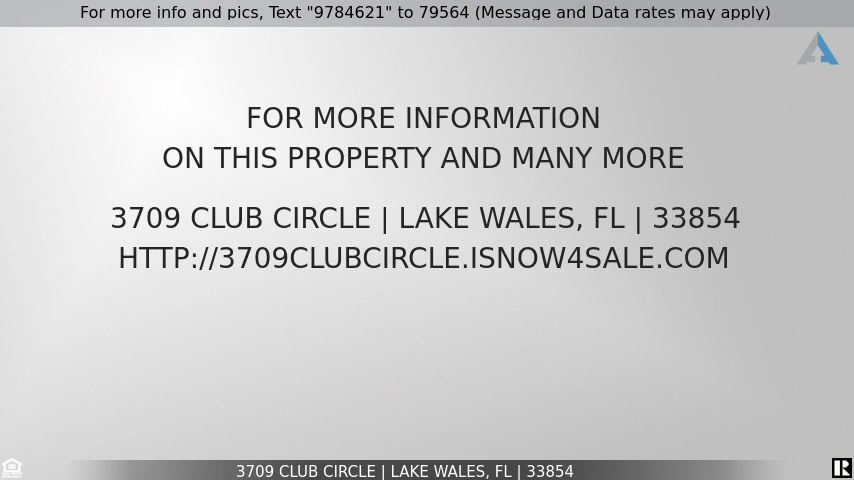 For more info and pics, Text "9784621" to 79564 (Message and Data rates may apply)
FOR MORE INFORMATION
ON THIS PROPERTY AND MANY MORE
3709 CLUB CIRCLE | LAKE WALES, FL | 33854
HTTP://3709CLUBCIRCLE.ISNOW4SALE.COM
3709 CLUB CIRCLE | LAKE WALES, FL | 33854